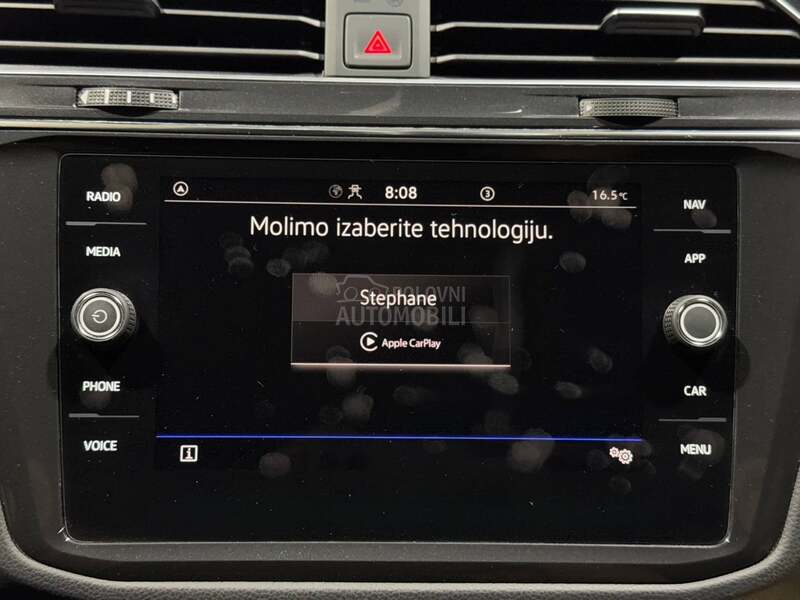 RADIO
MEDIA
PHONE
VOICE
8:08
3
16.5°C
Molimo izaberite tehnologiju.
Stephane
POLOVNI
AUTOMOBILI
Apple CarPlay
i
NAV
APP
CAR
MENU